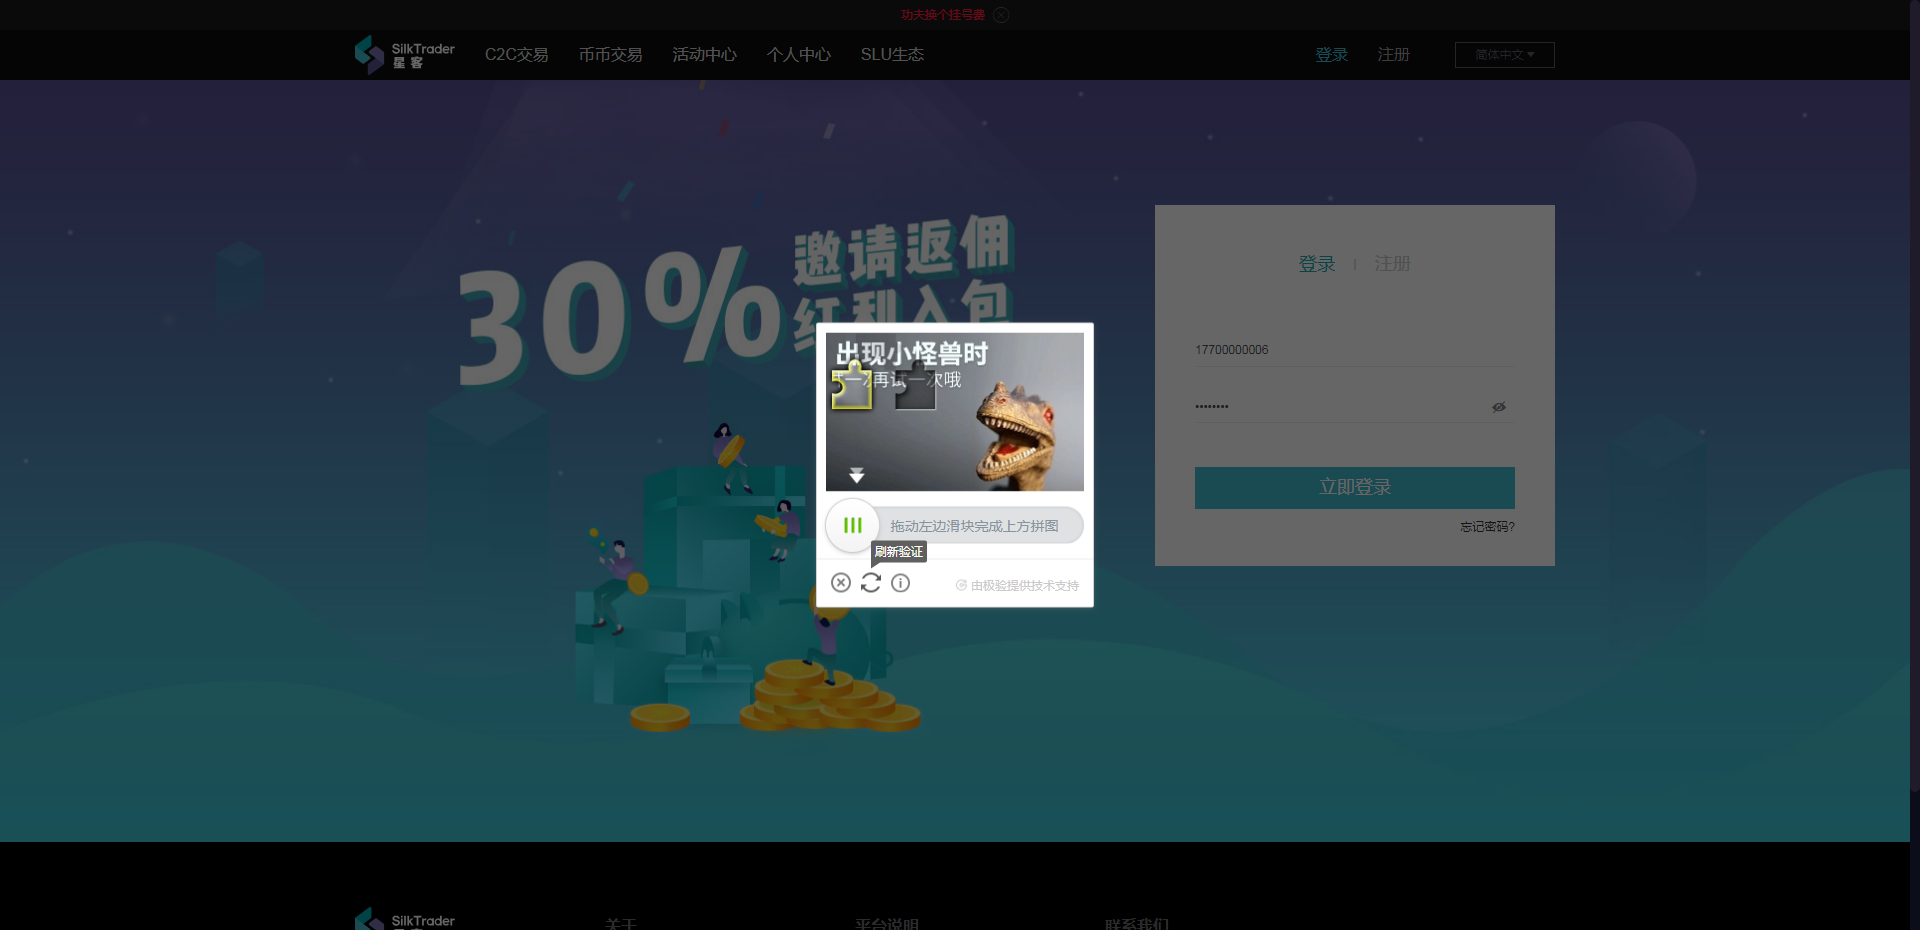 功夫换个挂号费
SilkTrader
星客
C2C交易
币币交易
活动中心
个人中心
SLU生态
登录
注册
简体中文
30%
邀请返佣
红利入包
登录
注册
17700000006
立即登录
忘记密码?
出现小怪兽时
一次再试一次哦
拖动左边滑块完成上方拼图
刷新验证
由极验提供技术支持
SilkTrader
关于
平台说明
联系我们